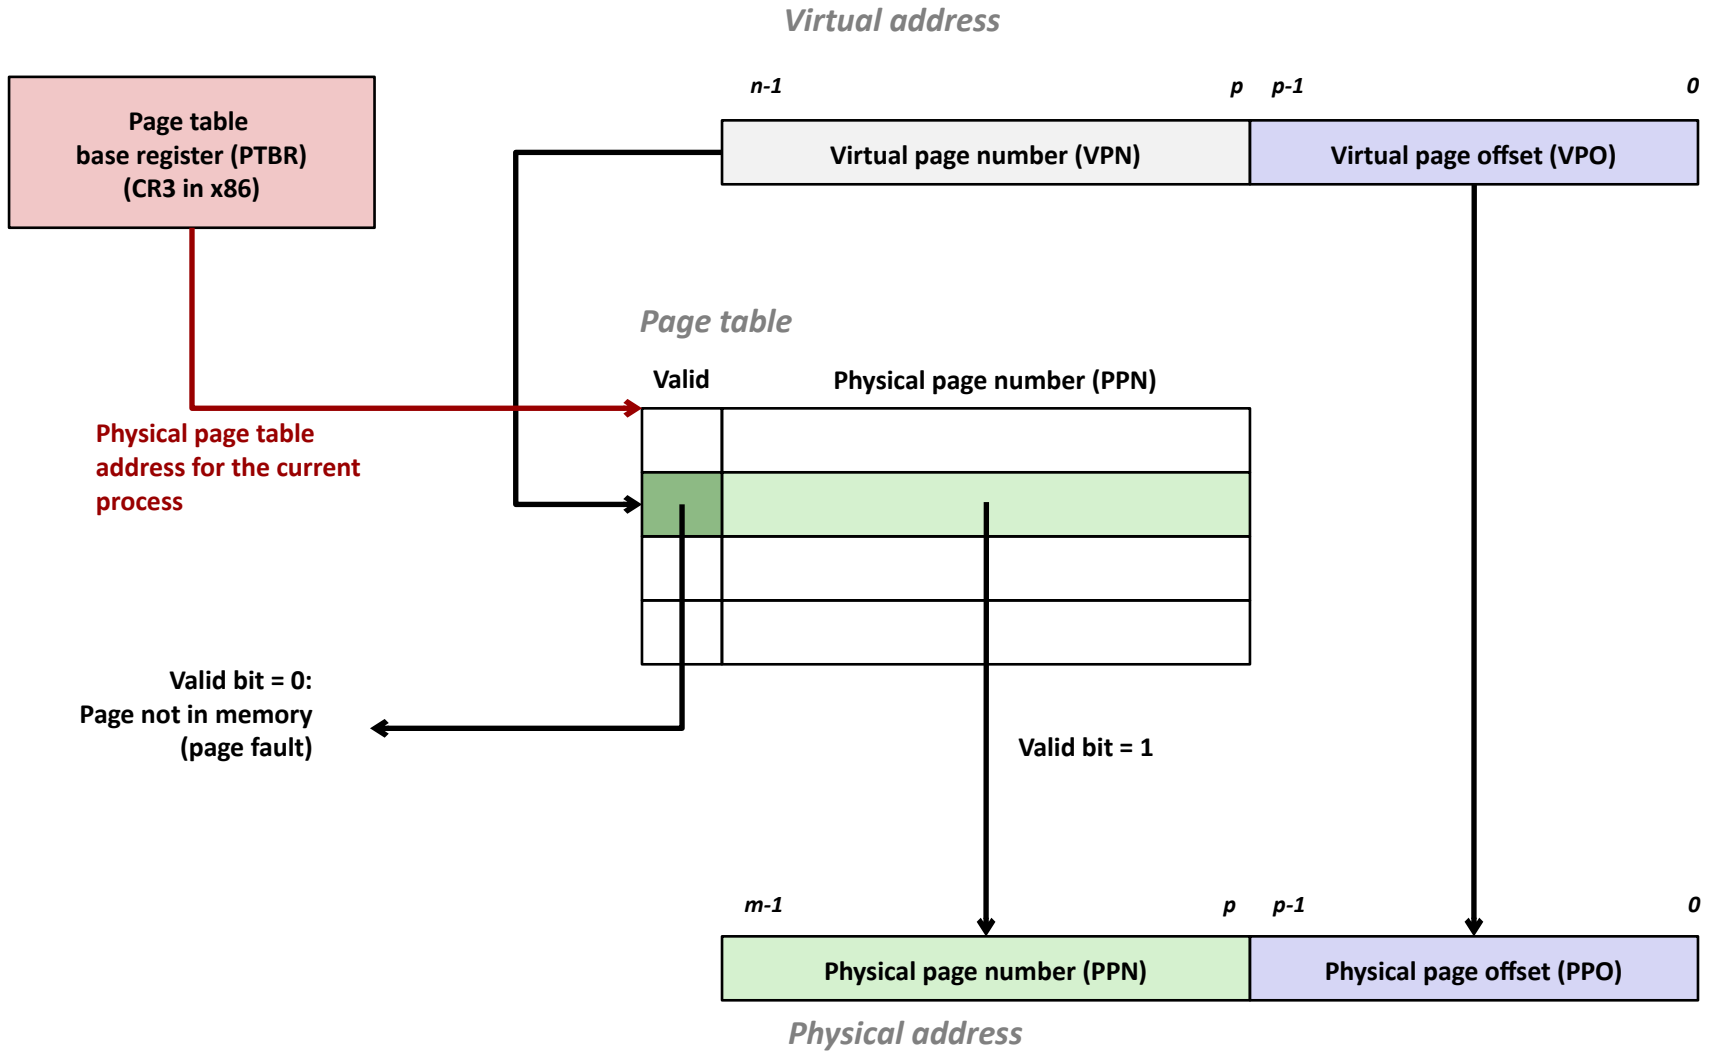 Virtual address
n-1 p p-1 0
Page table
base register (PTBR)
(CR3 in x86)
Virtual page number (VPN) Virtual page offset (VPO)
Page table
Valid Physical page number (PPN)
Physical page table
address for the current
process
Valid bit = 0:
Page not in memory
(page fault)
Valid bit = 1
m-1 p p-1 0
Physical page number (PPN) Physical page offset (PPO)
Physical address